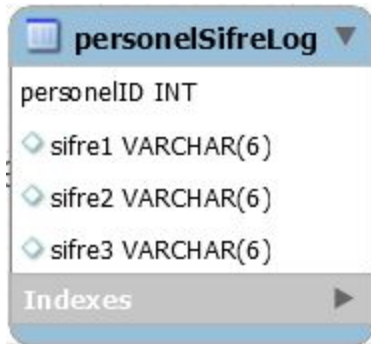 personelSifreLog
personelID INT
sifre1 VARCHAR(6)
sifre2 VARCHAR(6)
sifre3 VARCHAR(6)
Indexes